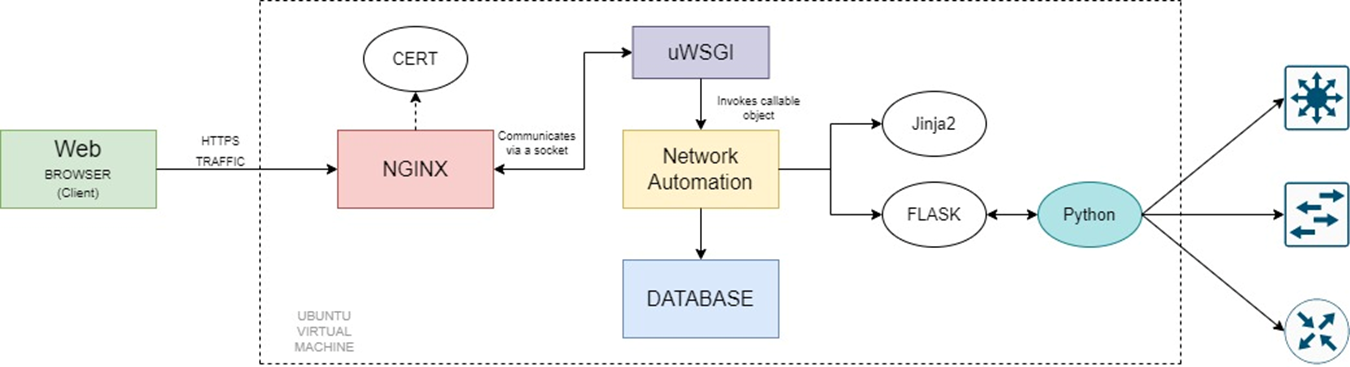 Web
BROWSER
(Client)
HTTPS
TRAFFIC
CERT
NGINX
Communicates
via a socket
uWSGI
Invokes callable
object
Network
Automation
DATABASE
Jinja2
FLASK
Python
UBUNTU
VIRTUAL
MACHINE